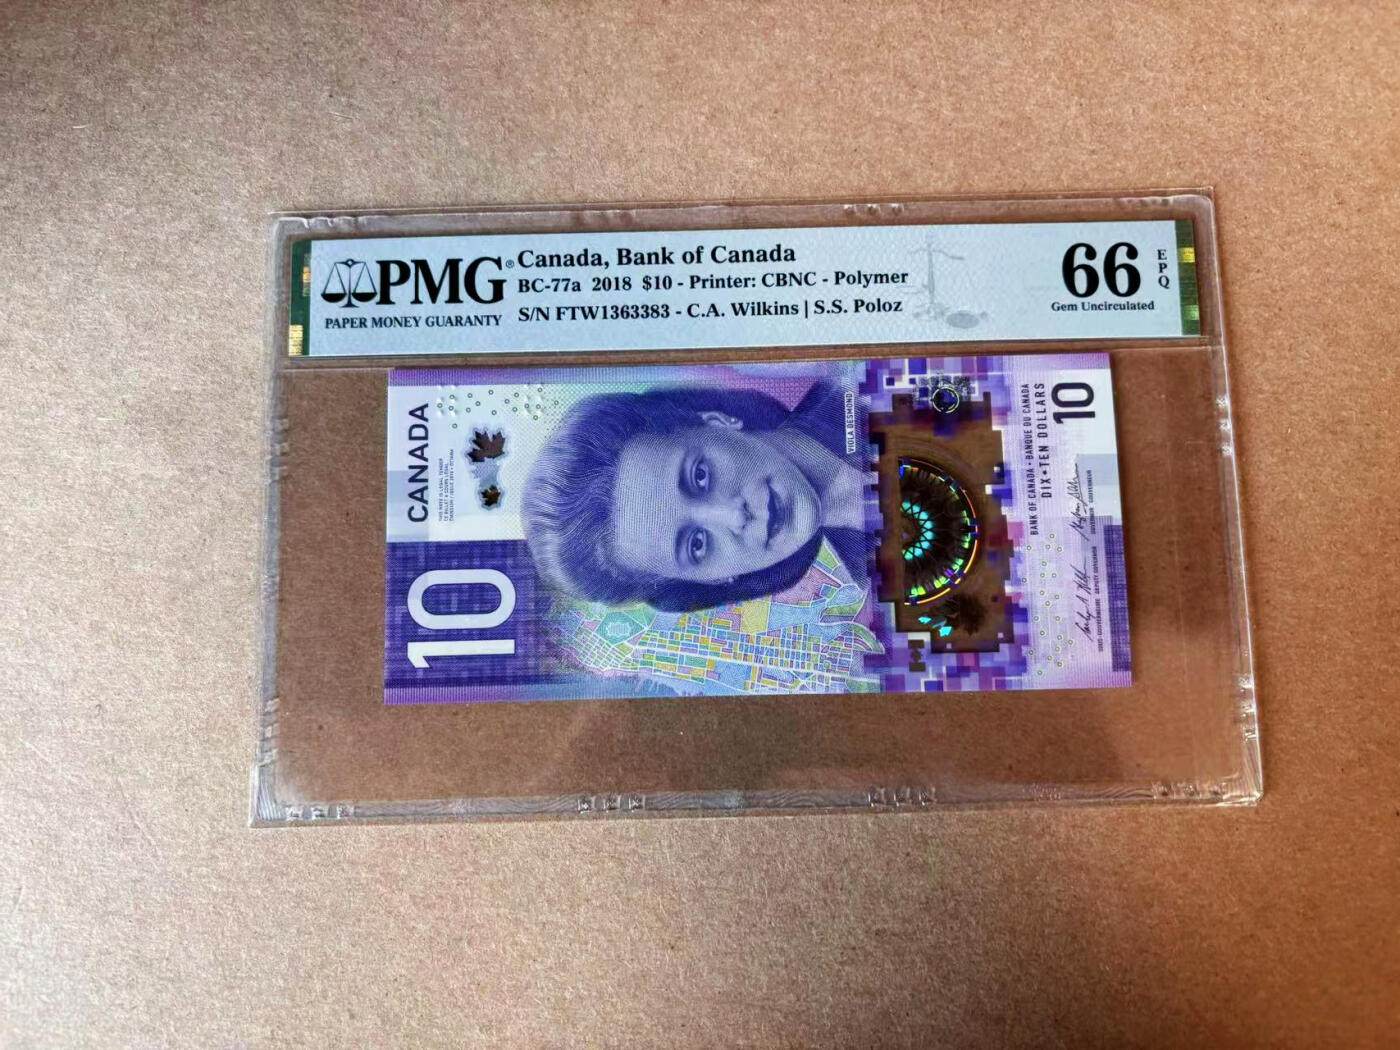 PMG®
PAPER MONEY GUARANTY
Canada, Bank of Canada
BC-77a 2018 $10 - Printer: CBNC - Polymer
S/N FTW1363383 - C.A. Wilkins | S.S. Poloz
66
EPQ
Gem Uncirculated
CANADA
10
VIOLA DESMOND
BANK OF CANADA • BANQUE DU CANADA
DIX • TEN DOLLARS
10